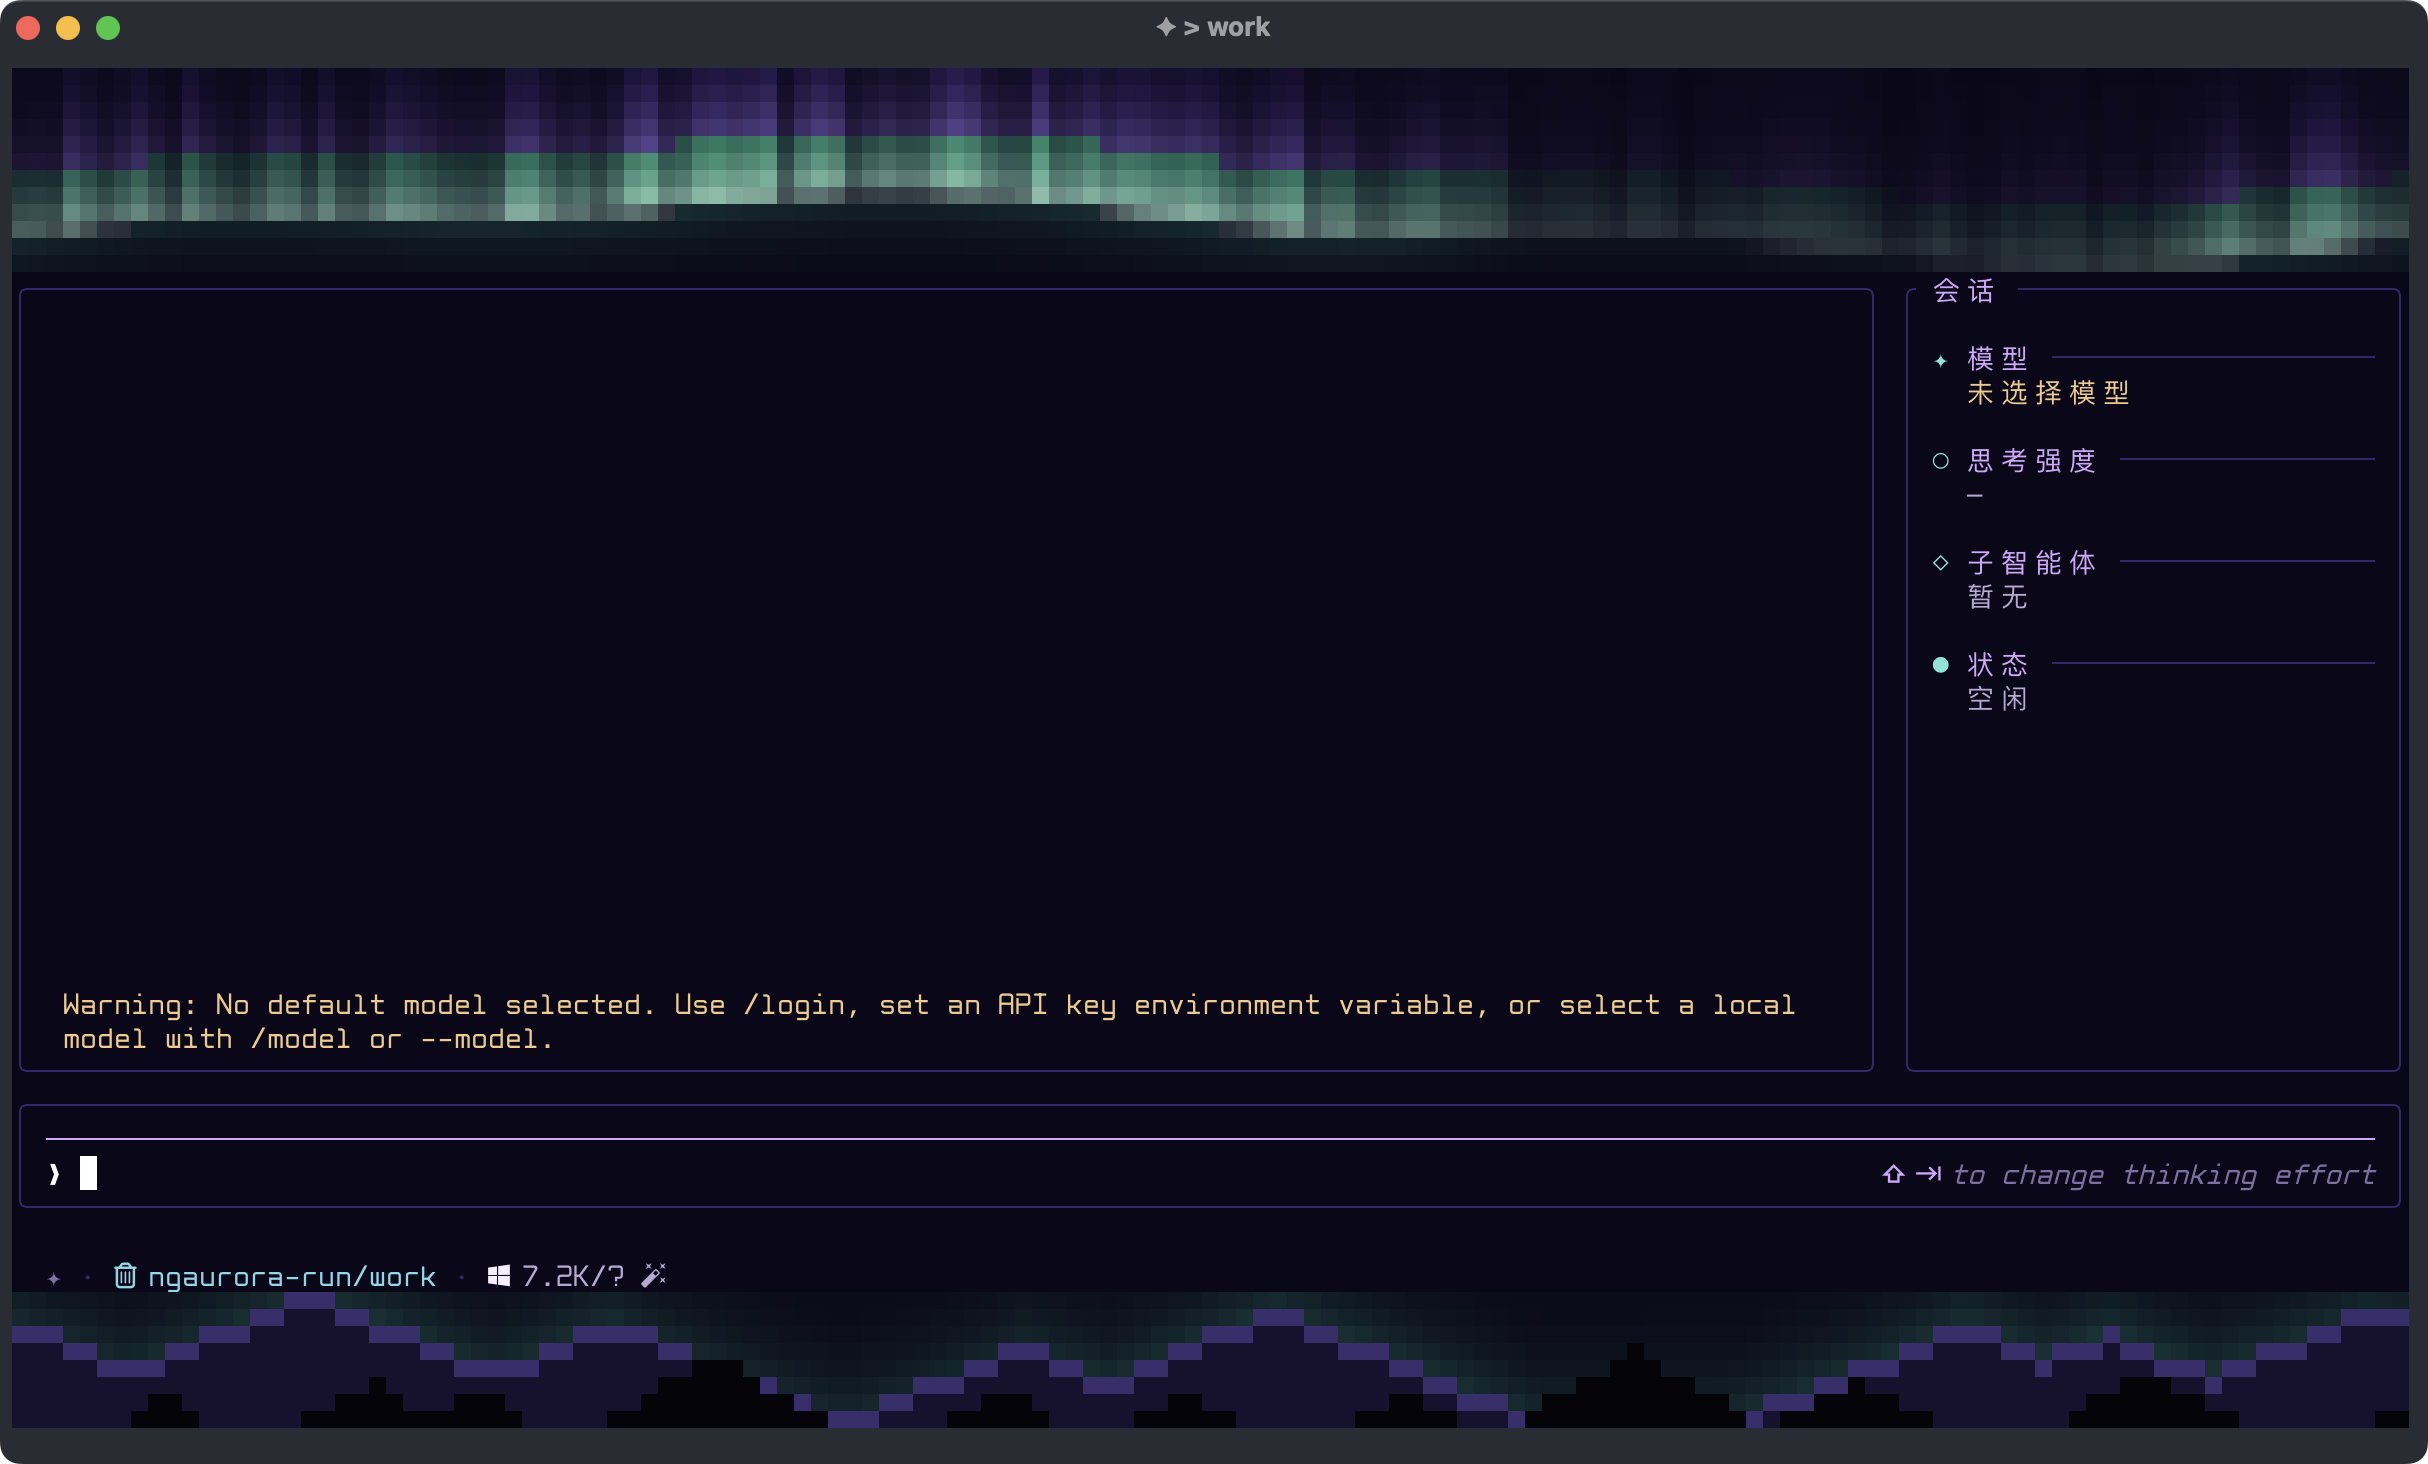 > work
会话
模型
未选择模型
思考强度
—
子智能体
暂无
状态
空闲
Warning: No default model selected. Use /login, set an API key environment variable, or select a local
model with /model or --model.
to change thinking effort
ngaurora-run/work · 7.2K/?